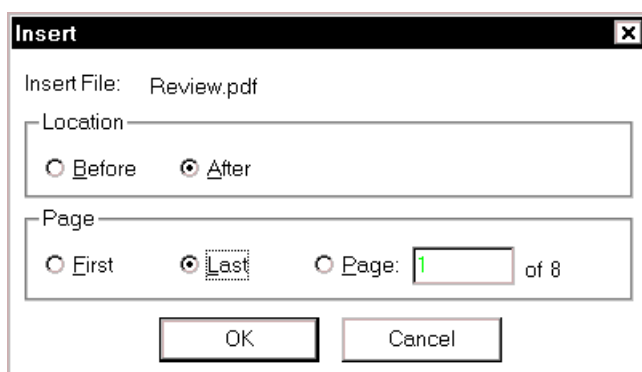 Insert
Insert File: Review.pdf
Location
Before After
Page
First Last Page: 1 of 8
OK Cancel